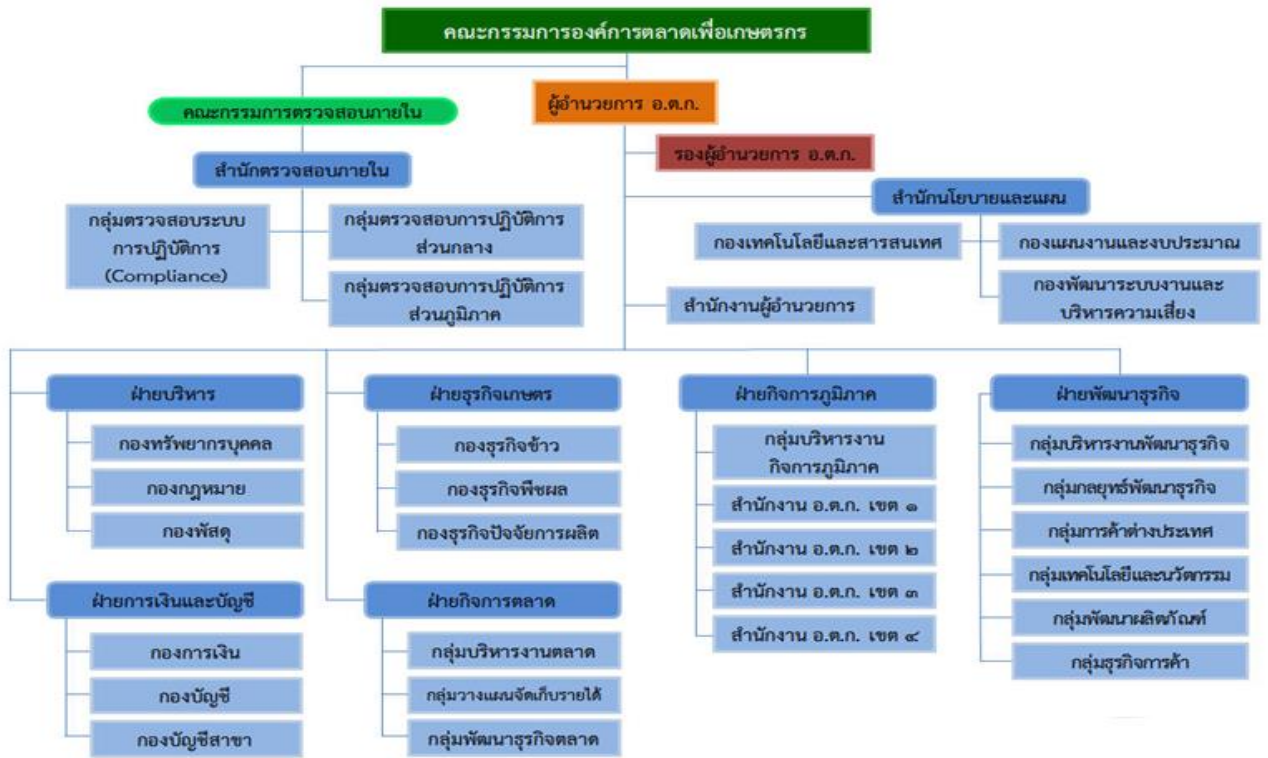 คณะกรรมการองค์การตลาดเพื่อเกษตรกร
คณะกรรมการตรวจสอบภายใน
ผู้อำนวยการ อ.ต.ก.
รองผู้อำนวยการ อ.ต.ก.
สำนักตรวจสอบภายใน
กลุ่มตรวจสอบระบบ
การปฏิบัติการ
(Compliance)
กลุ่มตรวจสอบการปฏิบัติการ
ส่วนกลาง
กลุ่มตรวจสอบการปฏิบัติการ
ส่วนภูมิภาค
สำนักนโยบายและแผน
กองเทคโนโลยีและสารสนเทศ
กองแผนงานและงบประมาณ
กองพัฒนาระบบงานและ
บริหารความเสี่ยง
สำนักงานผู้อำนวยการ
ฝ่ายบริหาร
กองทรัพยากรบุคคล
กองกฎหมาย
กองพัสดุ
ฝ่ายการเงินและบัญชี
กองการเงิน
กองบัญชี
กองบัญชีสาขา
ฝ่ายธุรกิจเกษตร
กองธุรกิจข้าว
กองธุรกิจพืชผล
กองธุรกิจปัจจัยการผลิต
ฝ่ายกิจการตลาด
กลุ่มบริหารงานตลาด
กลุ่มวางแผนจัดเก็บรายได้
กลุ่มพัฒนาธุรกิจตลาด
ฝ่ายกิจการภูมิภาค
กลุ่มบริหารงาน
กิจการภูมิภาค
สำนักงาน อ.ต.ก. เขต ๑
สำนักงาน อ.ต.ก. เขต ๒
สำนักงาน อ.ต.ก. เขต ๓
สำนักงาน อ.ต.ก. เขต ๔
ฝ่ายพัฒนาธุรกิจ
กลุ่มบริหารงานพัฒนาธุรกิจ
กลุ่มกลยุทธ์พัฒนาธุรกิจ
กลุ่มการค้าต่างประเทศ
กลุ่มเทคโนโลยีและนวัตกรรม
กลุ่มพัฒนาผลิตภัณฑ์
กลุ่มธุรกิจการค้า